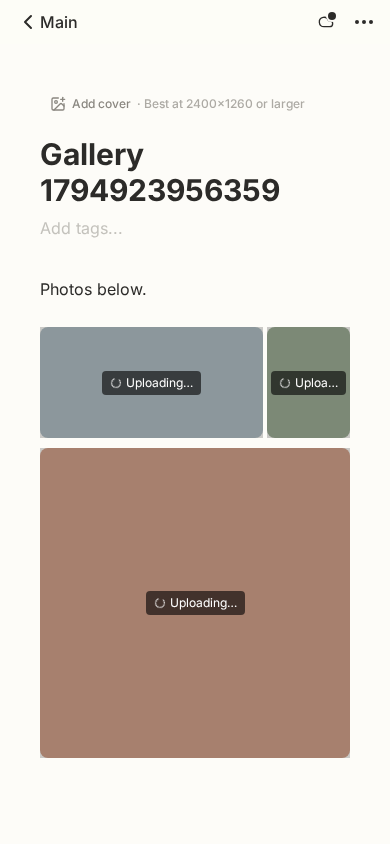 Main
Add cover · Best at 2400×1260 or larger
Gallery
1794923956359
Add tags...
Photos below.
Uploading...
Uploa...
Uploading...